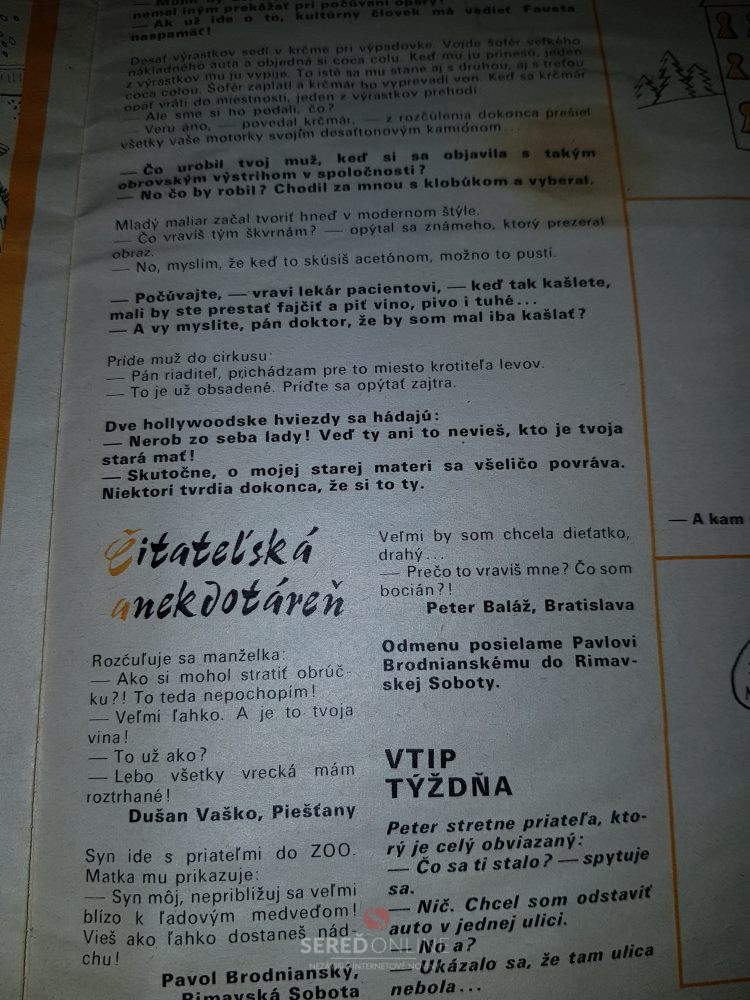 nemal iným prekážať pri počúvaní opery?
— Ak už ide o to, kultúrny človek má vedieť Fausta
naspamäť!
Desať výrastkov sedí v krčme pri výpadovke. Vojde šofér veľkého
nákladného auta a objedná si coca colu. Keď mu ju prinesú, jeden
z výrastkov mu ju vypije. To isté sa mu stane aj s druhou, aj s treťou
coca colou. Šofér zaplatí a krčmár ho vyprevadí von. Keď sa krčmár
opäť vráti do miestnosti, jeden z výrastkov prehodí
— Ale sme si ho podali, čo?
— Veru áno, — povedal krčmár, — z rozčúlenia dokonca prešiel
všetky vaše motorky svojím desaťtonovým kamiónom...
— Čo urobil tvoj muž, keď si sa objavila s takým
obrovským výstrihom v spoločnosti?
— No čo by robil? Chodil za mnou s klobúkom a vyberal.
Mladý maliar začal tvoriť hneď v modernom štýle.
— Čo vravíš tým škvrnám? — opýtal sa známeho, ktorý prezeral
obraz.
— No, myslím, že keď to skúsiš acetónom, možno to pustí.
— Počúvajte, — vraví lekár pacientovi, — keď tak kašlete,
mali by ste prestať fajčiť a piť víno, pivo i tuhé...
— A vy myslíte, pán doktor, že by som mal iba kašlať?
Príde muž do cirkusu:
— Pán riaditeľ, prichádzam pre to miesto krotiteľa levov.
— To je už obsadené. Príďte sa opýtať zajtra.
Dve hollywoodske hviezdy sa hádajú:
— Nerob zo seba lady! Veď ty ani to nevieš, kto je tvoja
stará mať!
— Skutočne, o mojej starej materi sa všeličo povráva.
Niektorí tvrdia dokonca, že si to ty.
Čitateľská
anekdotáreň
Rozčuľuje sa manželka:
— Ako si mohol stratiť obrúč-
ku?! To teda nepochopím!
— Veľmi ľahko. A je to tvoja
vina!
— To už ako?
— Lebo všetky vrecká mám
roztrhané!
Dušan Vaško, Piešťany
Syn ide s priateľmi do ZOO.
Matka mu prikazuje:
— Syn môj, nepribližuj sa veľmi
blízo k ľadovým medveďom!
Vieš ako ľahko dostaneš nád-
chu!
Pavol Brodnianský,
Rimavská Sobota
Veľmi by som chcela dieťatko,
drahý...
— Prečo to vravíš mne? Čo som
bocián?!
Peter Baláž, Bratislava
Odmenu posielame Pavlovi
Brodnianskému do Rimav-
skej Soboty.
VTIP
TÝŽDŇA
Peter stretne priateľa, kto-
rý je celý obviazaný:
— Čo sa ti stalo? — spytuje
sa.
— Nič. Chcel som odstaviť
auto v jednej ulici.
— No a?
— Ukázalo sa, že tam ulica
nebola...
— A kam
SEREĎONLINE